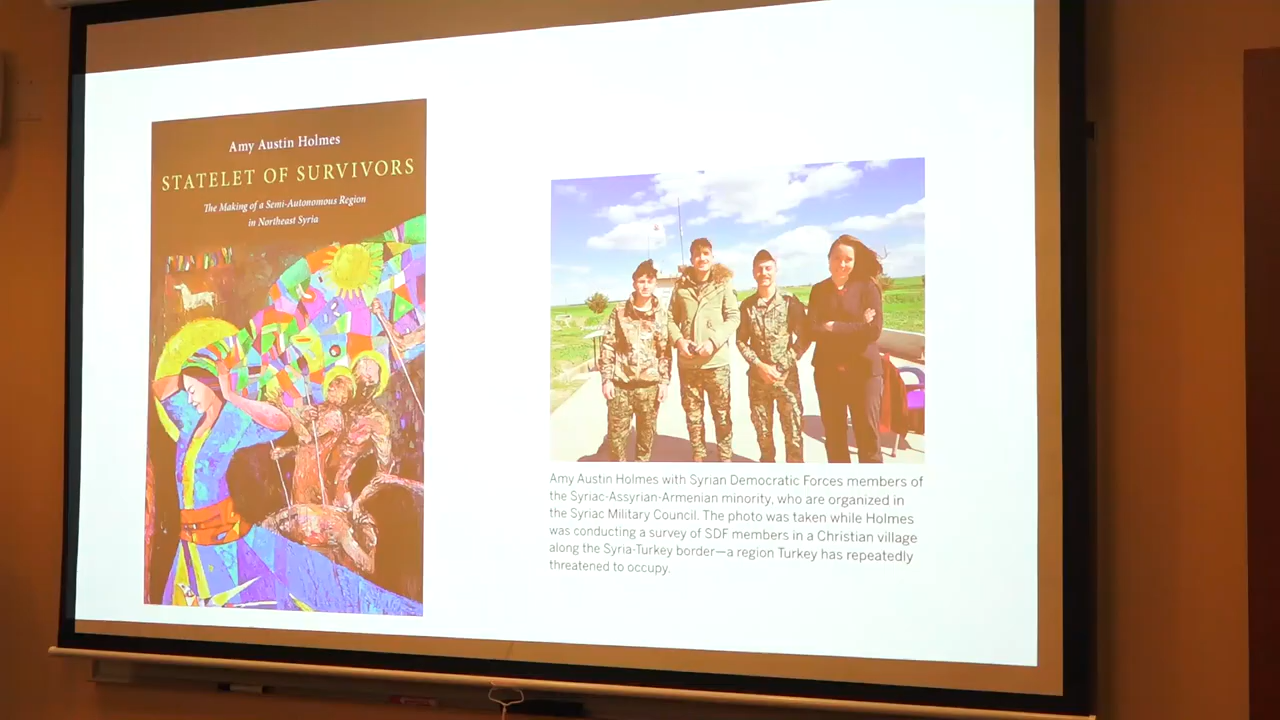 Amy Austin Holmes
STATELET OF SURVIVORS
The Making of a Semi-Autonomous Region
in Northeast Syria
Amy Austin Holmes with Syrian Democratic Forces members of
the Syriac-Assyrian-Armenian minority, who are organized in
the Syriac Military Council. The photo was taken while Holmes
was conducting a survey of SDF members in a Christian village
along the Syria-Turkey border—a region Turkey has repeatedly
threatened to occupy.